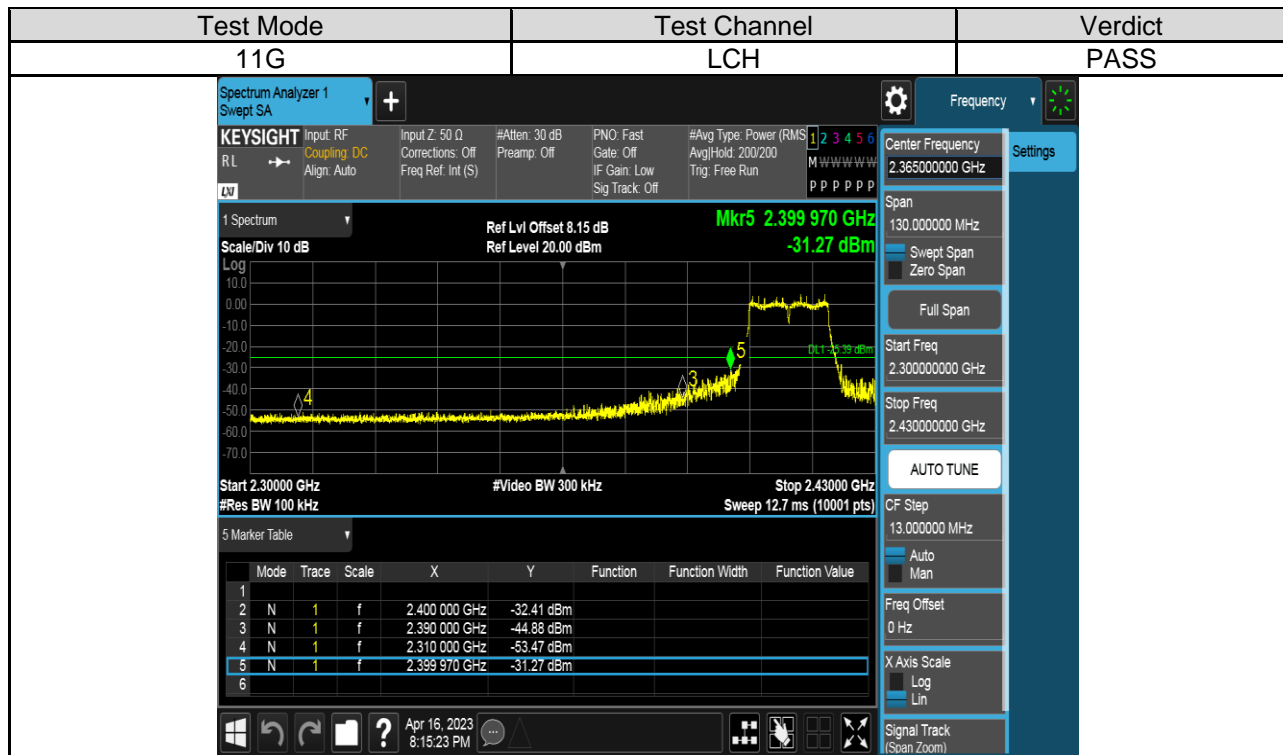 Test Mode Test Channel Verdict
11G LCH PASS
Spectrum Analyzer 1
Swept SA
+
Frequency
KEYSIGHT Input: RF Input Z: 50 Ω #Atten: 30 dB PNO: Fast #Avg Type: Power (RMS 1 2 3 4 5 6
RL Coupling: DC Corrections: Off Preamp: Off Gate: Off Avg|Hold: 200/200
Align: Auto Freq Ref: Int (S) IF Gain: Low Trig: Free Run M W W W W W
LXI Sig Track: Off P P P P P P
1 Spectrum
Ref Lvl Offset 8.15 dB Mkr5 2.399 970 GHz
Scale/Div 10 dB Ref Level 20.00 dBm -31.27 dBm
Log
10.0
0.00
-10.0
-20.0
-30.0
-40.0
-50.0
-60.0
-70.0
DL1 -25.39 dBm
5
3
4
Start 2.30000 GHz #Video BW 300 kHz Stop 2.43000 GHz
#Res BW 100 kHz Sweep 12.7 ms (10001 pts)
5 Marker Table
Mode Trace Scale X Y Function Function Width Function Value
1
2 N 1 f 2.400 000 GHz -32.41 dBm
3 N 1 f 2.390 000 GHz -44.88 dBm
4 N 1 f 2.310 000 GHz -53.47 dBm
5 N 1 f 2.399 970 GHz -31.27 dBm
6
Center Frequency
2.365000000 GHz
Settings
Span
130.000000 MHz
Swept Span
Zero Span
Full Span
Start Freq
2.300000000 GHz
Stop Freq
2.430000000 GHz
AUTO TUNE
CF Step
13.000000 MHz
Auto
Man
Freq Offset
0 Hz
X Axis Scale
Log
Lin
Signal Track
(Span Zoom)
? Apr 16, 2023
8:15:23 PM